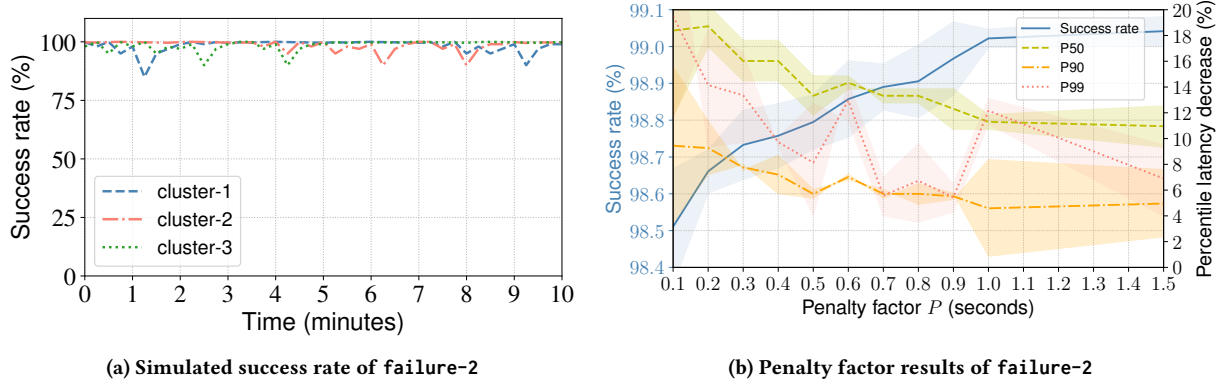 100
75
50
25
0
Success rate (%)
cluster-1
cluster-2
cluster-3
0 1 2 3 4 5 6 7 8 9 10
Time (minutes)
(a) Simulated success rate of failure-2
99.1
99.0
98.9
98.8
98.7
98.6
98.5
98.4
Success rate (%)
Success rate
P50
P90
P99
20
18
16
14
12
10
8
6
4
2
0
Percentile latency decrease (%)
0.1 0.2 0.3 0.4 0.5 0.6 0.7 0.8 0.9 1.0 1.1 1.2 1.3 1.4 1.5
Penalty factor P (seconds)
(b) Penalty factor results of failure-2